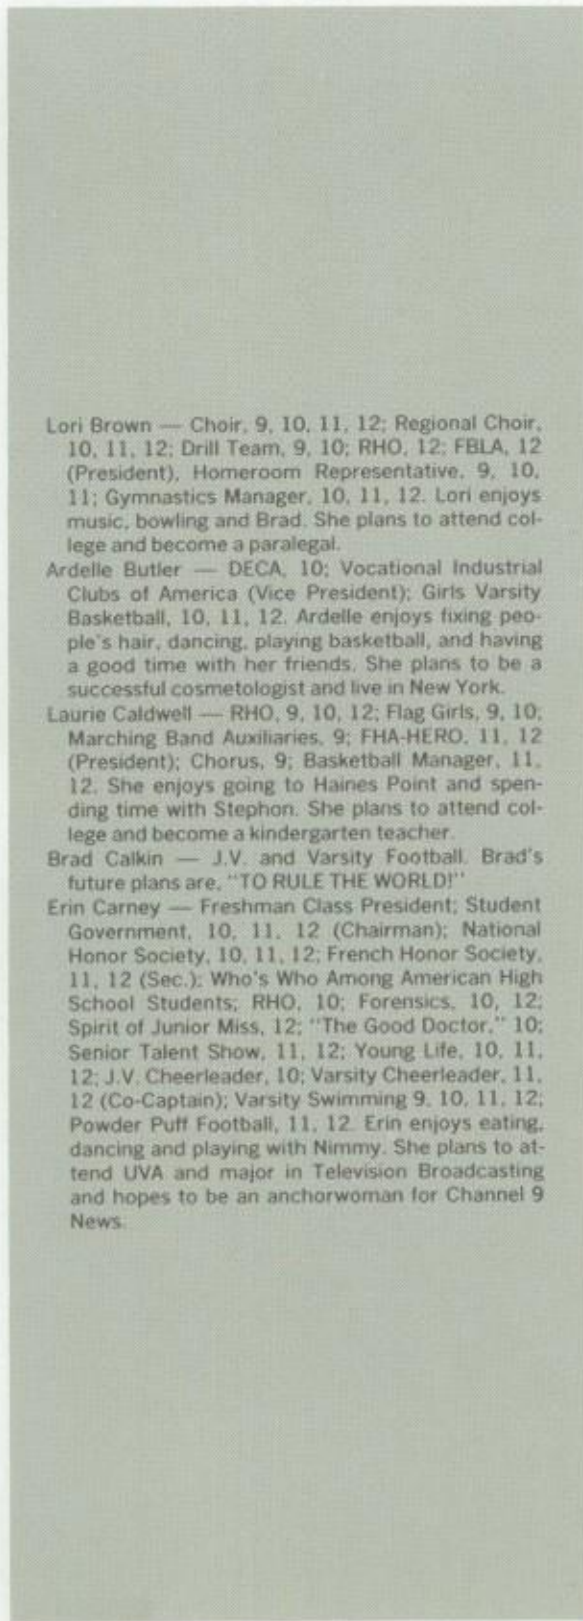 Lori Brown — Choir, 9, 10, 11, 12; Regional Choir,
10, 11, 12; Drill Team, 9, 10; RHO, 12; FBLA, 12
(President), Homeroom Representative, 9, 10,
11; Gymnastics Manager, 10, 11, 12. Lori enjoys
music, bowling and Brad. She plans to attend col-
lege and become a paralegal.
Ardelle Butler — DECA, 10; Vocational Industrial
Clubs of America (Vice President); Girls Varsity
Basketball, 10, 11, 12. Ardelle enjoys fixing peo-
ple's hair, dancing, playing basketball, and having
a good time with her friends. She plans to be a
successful cosmetologist and live in New York.
Laurie Caldwell — RHO, 9, 10, 12; Flag Girls, 9, 10;
Marching Band Auxiliaries, 9; FHA-HERO, 11, 12
(President); Chorus, 9; Basketball Manager, 11,
12. She enjoys going to Haines Point and spen-
ding time with Stephon. She plans to attend col-
lege and become a kindergarten teacher.
Brad Calkin — J.V. and Varsity Football. Brad's
future plans are, "TO RULE THE WORLD!"
Erin Carney — Freshman Class President; Student
Government, 10, 11, 12 (Chairman); National
Honor Society, 10, 11, 12; French Honor Society,
11, 12 (Sec.); Who's Who Among American High
School Students; RHO, 10; Forensics, 10, 12;
Spirit of Junior Miss, 12; "The Good Doctor," 10;
Senior Talent Show, 11, 12; Young Life, 10, 11,
12; J.V. Cheerleader, 10; Varsity Cheerleader, 11,
12 (Co-Captain); Varsity Swimming 9, 10, 11, 12;
Powder Puff Football, 11, 12. Erin enjoys eating,
dancing and playing with Nimmy. She plans to at-
tend UVA and major in Television Broadcasting
and hopes to be an anchorwoman for Channel 9
News.